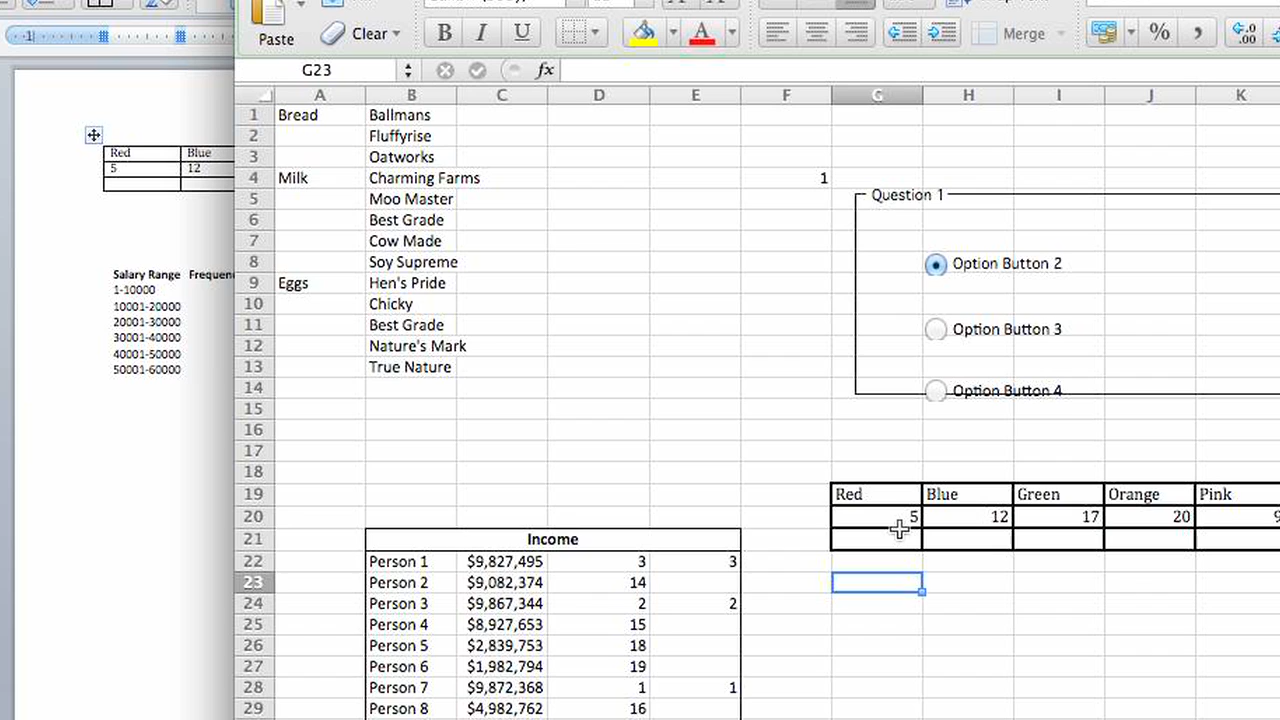 Paste
Clear
B I U
A
Merge
%
G23
fx
Red Blue
5 12
Salary Range
1-10000
10001-20000
20001-30000
30001-40000
40001-50000
50001-60000
A B C D E F G H I J K
1 Bread Ballmans
2 Fluffyrise
3 Oatworks
4 Milk Charming Farms 1
5 Moo Master
6 Best Grade
7 Cow Made
8 Soy Supreme
9 Eggs Hen's Pride
10 Chicky
11 Best Grade
12 Nature's Mark
13 True Nature
14
15
16
17
18
Question 1
Option Button 2
Option Button 3
Option Button 4
19 Red Blue Green Orange Pink
20 5 12 17 20 9
21 Income
22 Person 1 $9,827,495 3 3
23 Person 2 $9,082,374 14
24 Person 3 $9,867,344 2 2
25 Person 4 $8,927,653 15
26 Person 5 $2,839,753 18
27 Person 6 $1,982,794 19
28 Person 7 $9,872,368 1 1
29 Person 8 $4,982,762 16